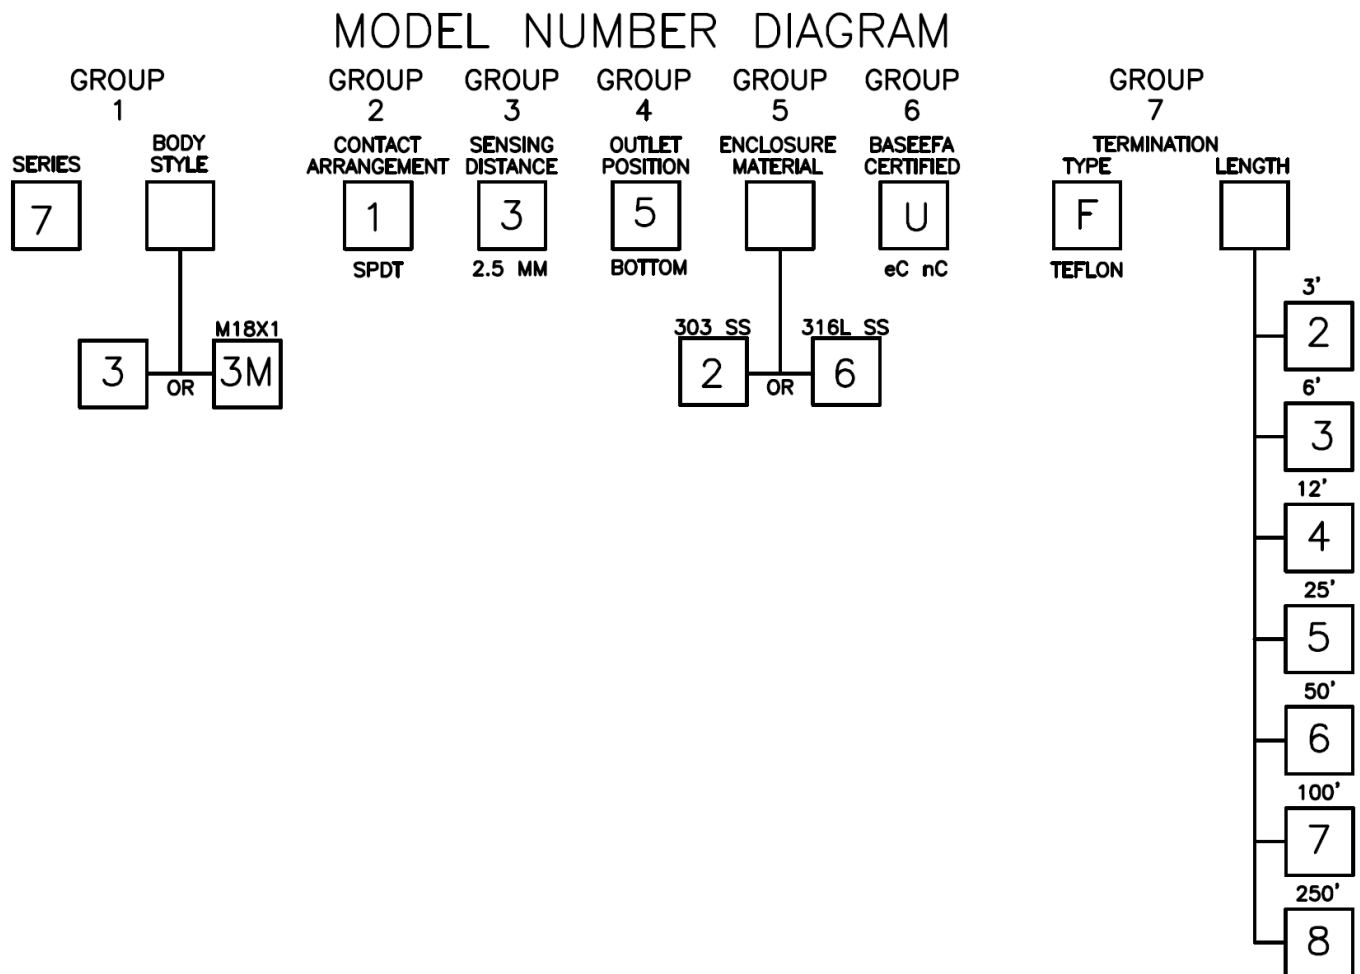 MODEL NUMBER DIAGRAM
GROUP GROUP GROUP GROUP GROUP GROUP GROUP
1 2 3 4 5 6 7
BODY CONTACT SENSING OUTLET ENCLOSURE BASEEFA TERMINATION
SERIES STYLE ARRANGEMENT DISTANCE POSITION MATERIAL CERTIFIED TYPE LENGTH
7 1 3 5 U F
SPDT 2.5 MM BOTTOM eC nC TEFLON
3'
2
M18X1 303 SS 316L SS
3 OR 3M 2 OR 6
6'
3
12'
4
25'
5
50'
6
100'
7
250'
8